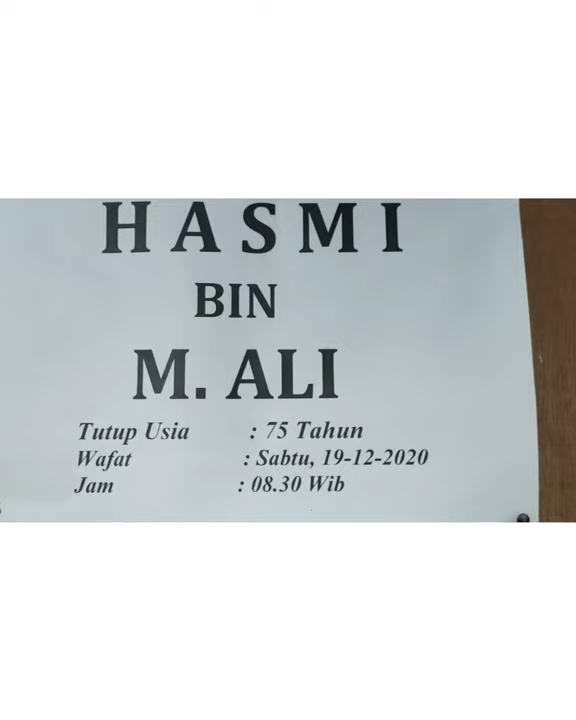 HASMI
BIN
M. ALI
Tutup Usia : 75 Tahun
Wafat : Sabtu, 19-12-2020
Jam : 08.30 Wib